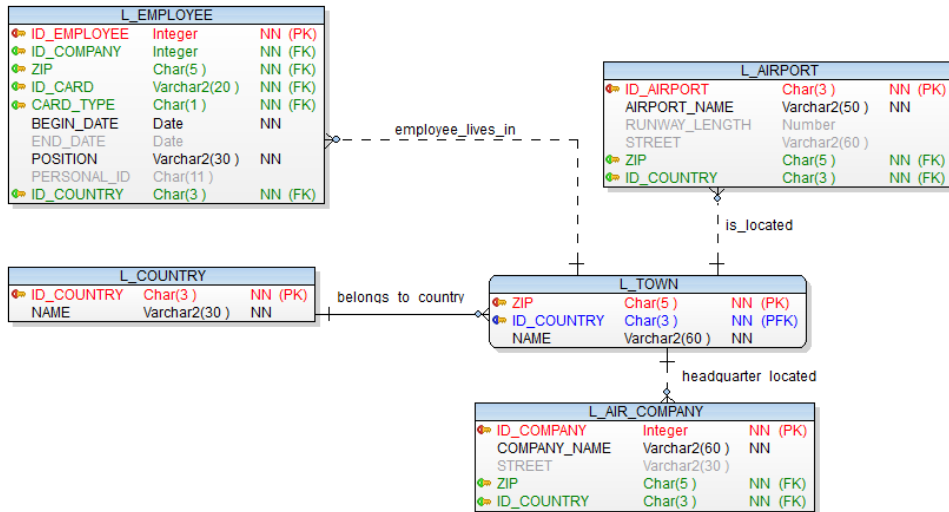 L_EMPLOYEE
ID_EMPLOYEE Integer NN (PK)
ID_COMPANY Integer NN (FK)
ZIP Char(5 ) NN (FK)
ID_CARD Varchar2(20 ) NN (FK)
CARD_TYPE Char(1 ) NN (FK)
BEGIN_DATE Date NN
END_DATE Date
POSITION Varchar2(30 ) NN
PERSONAL_ID Char(11 )
ID_COUNTRY Char(3 ) NN (FK)
L_AIRPORT
ID_AIRPORT Char(3 ) NN (PK)
AIRPORT_NAME Varchar2(50 ) NN
RUNWAY_LENGTH Number
STREET Varchar2(60 )
ZIP Char(5 ) NN (FK)
ID_COUNTRY Char(3 ) NN (FK)
employee_lives_in
is_located
L_COUNTRY
ID_COUNTRY Char(3 ) NN (PK)
NAME Varchar2(30 ) NN
belongs to country
L_TOWN
ZIP Char(5 ) NN (PK)
ID_COUNTRY Char(3 ) NN (PFK)
NAME Varchar2(60 ) NN
headquarter located
L_AIR_COMPANY
ID_COMPANY Integer NN (PK)
COMPANY_NAME Varchar2(60 ) NN
STREET Varchar2(30 )
ZIP Char(5 ) NN (FK)
ID_COUNTRY Char(3 ) NN (FK)